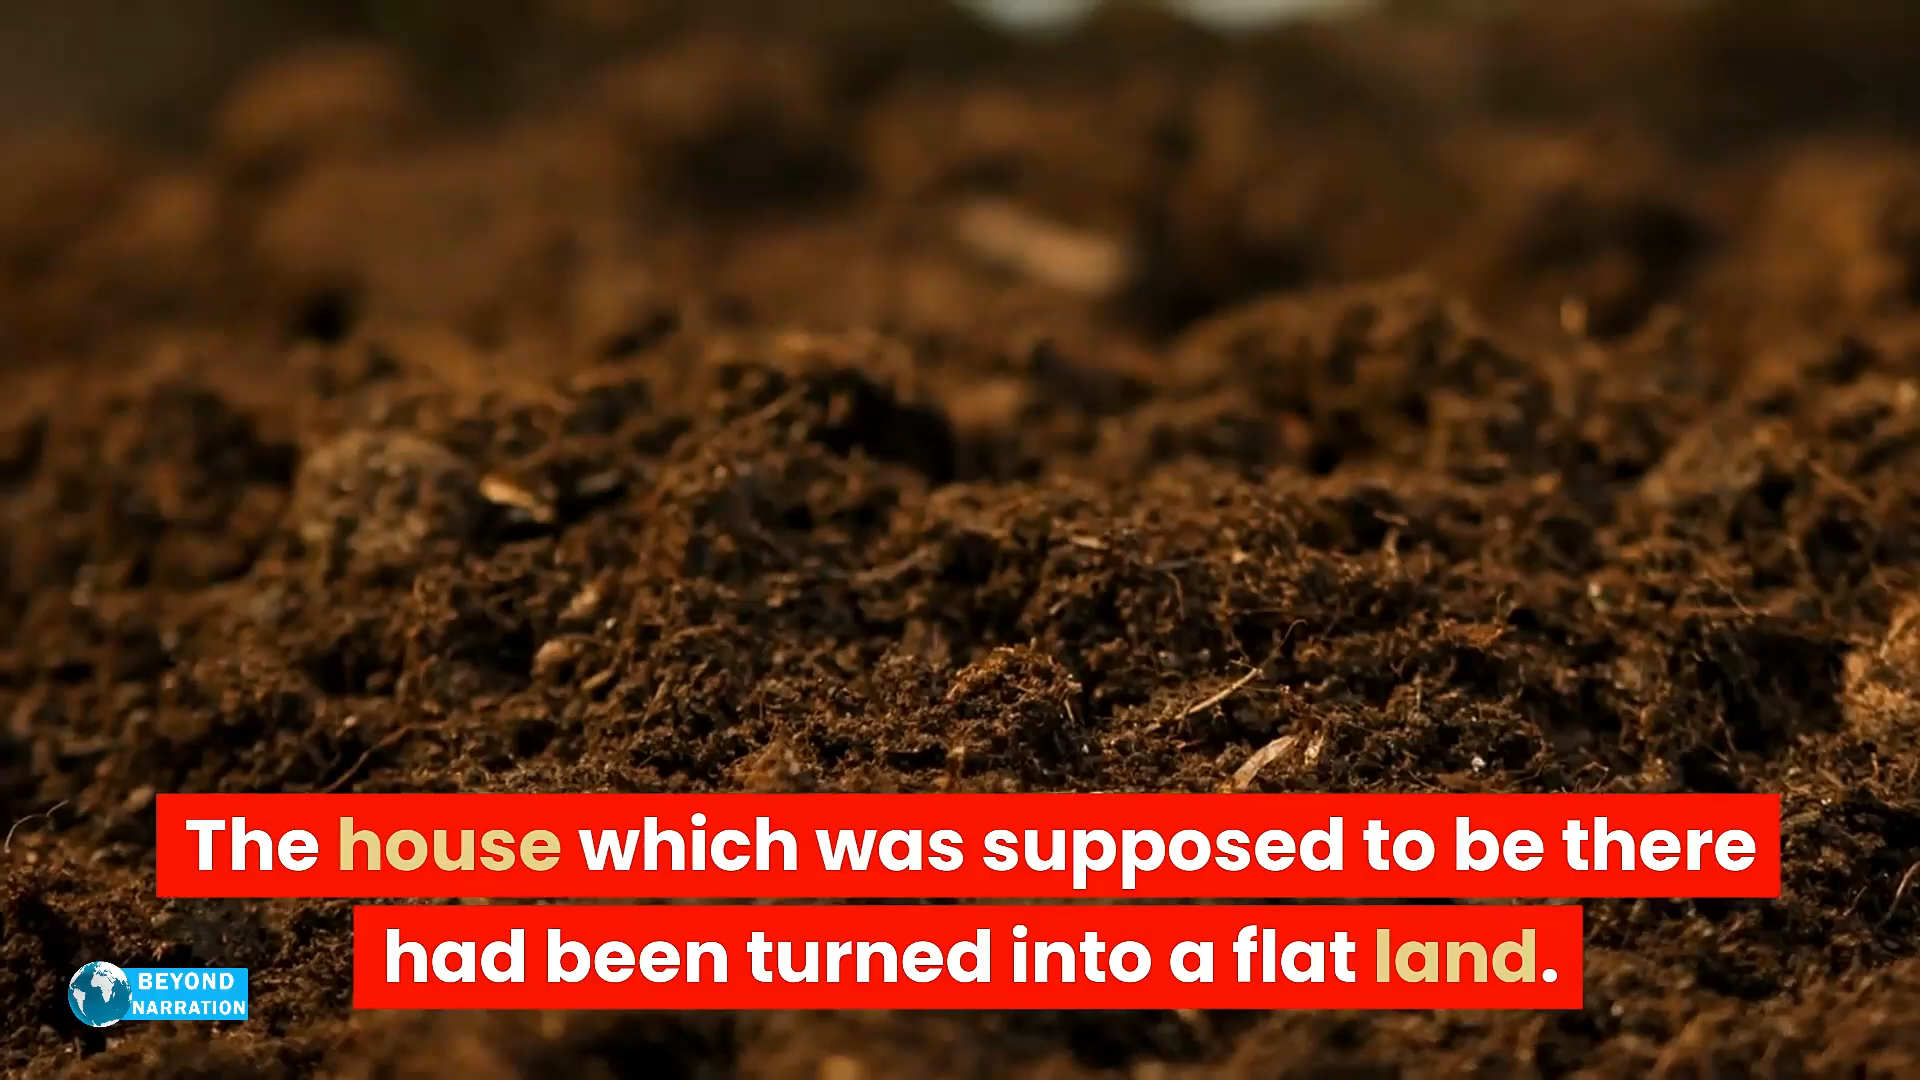 The house which was supposed to be there
had been turned into a flat land.
BEYOND
NARRATION